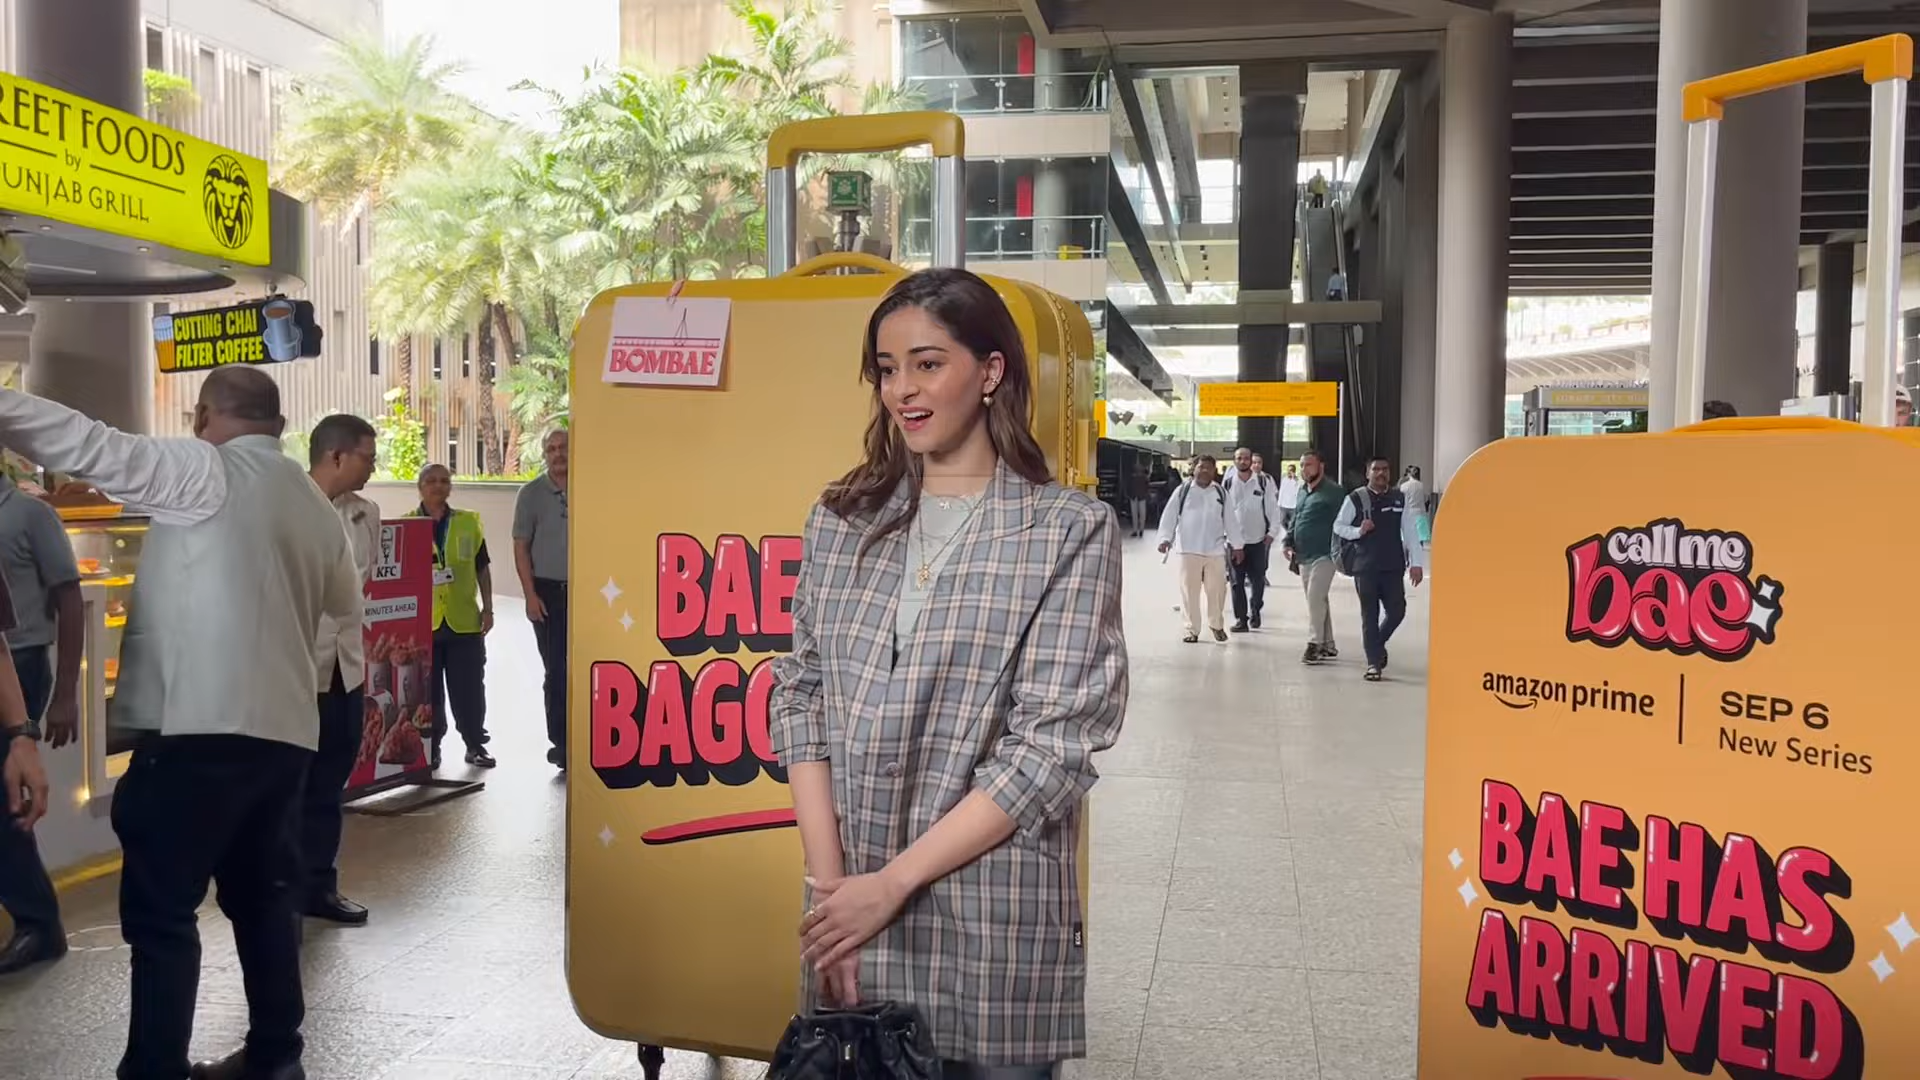 REET FOODS
by
UNJAB GRILL
CUTTING CHAI
FILTER COFFEE
KFC
MINUTES AHEAD
BOMBAE
BAE
BAGG
call me
bae
amazon prime
SEP 6
New Series
BAE HAS
ARRIVED